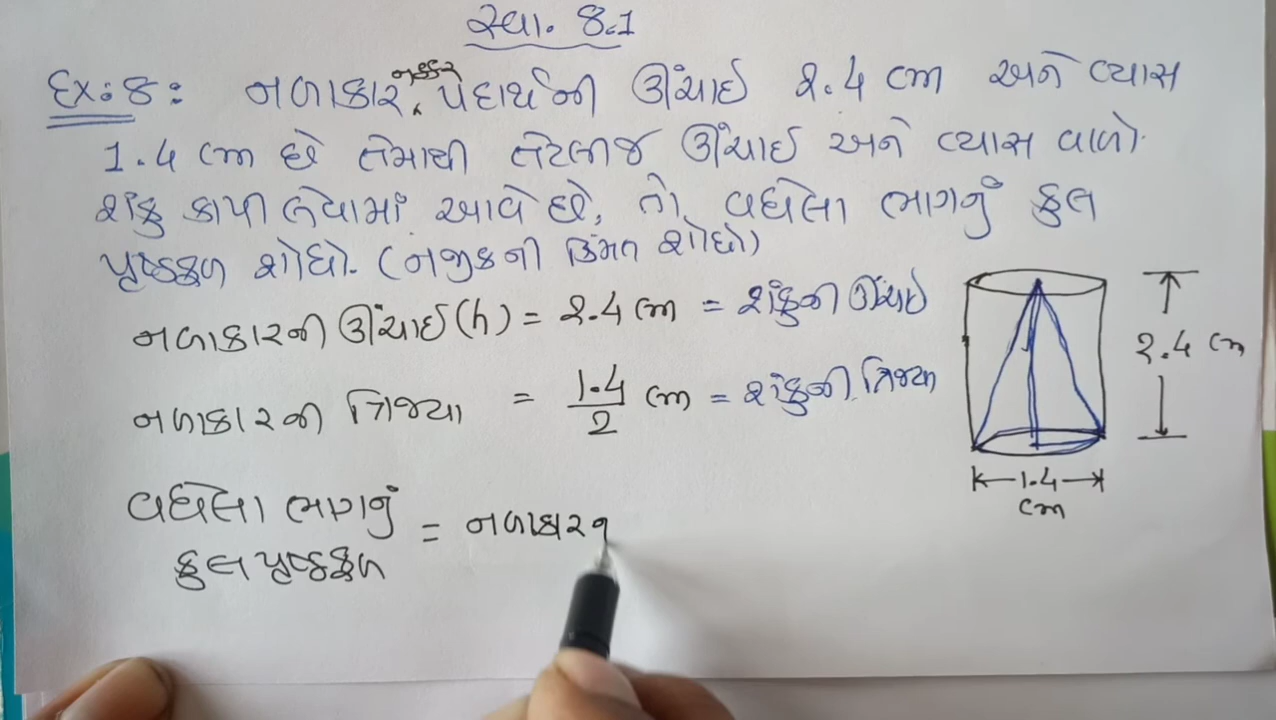 સ્વા. 8.1
Ex:8: નળાકાર નક્કર પદાર્થની ઊંચાઈ 2.4 cm અને વ્યાસ
1.4 cm છે તેમાથી તેટલીજ ઊંચાઈ અને વ્યાસ વાળો
શંકુ કાપી લેવામાં આવે છે, તો વધેલા ભાગનું કુલ
પૃષ્ઠફળ શોધો. (નજીકની કિંમત શોધો)
નળાકારની ઊંચાઈ (h) = 2.4 cm = શંકુની ઊંચાઈ
નળાકારની ત્રિજ્યા = 1.4/2 cm = શંકુની ત્રિજ્યા
2.4 cm
1.4
cm
વધેલા ભાગનું
કુલ પૃષ્ઠફળ = નળાકારન